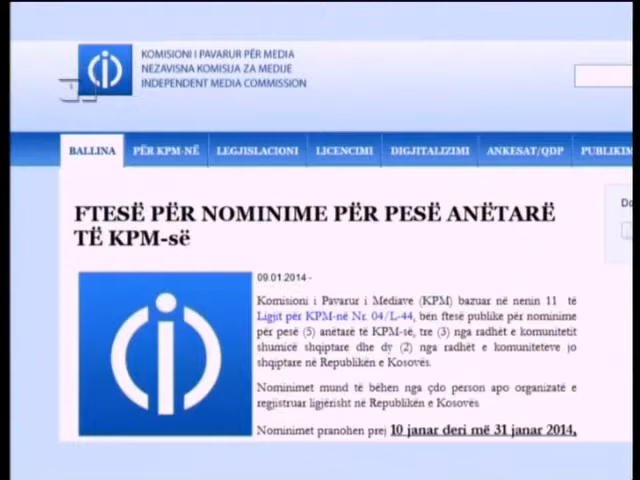 KOMISIONI I PAVARUR PËR MEDIA
NEZAVISNA KOMISIJA ZA MEDIJE
INDEPENDENT MEDIA COMMISSION
BALLINA
PËR KPM-NË
LEGJISLACIONI
LICENCIMI
DIGJITALIZIMI
ANKESAT/QDP
PUBLIKIM
FTESË PËR NOMINIME PËR PESË ANËTARË
TË KPM-së
Do
09.01.2014 -
Komisioni i Pavarur i Mediave (KPM) bazuar në nenin 11 të
Ligjit për KPM-në Nr. 04/L-44, bën ftesë publike për nominime
për pesë (5) anëtarë të KPM-së, tre (3) nga radhët e komunitetit
shumicë shqiptare dhe dy (2) nga radhët e komuniteteve jo
shqiptare në Republikën e Kosovës.
Nominimet mund të bëhen nga çdo person apo organizatë e
regjistruar ligjërisht në Republikën e Kosovës
Nominimet pranohen prej 10 janar deri më 31 janar 2014,